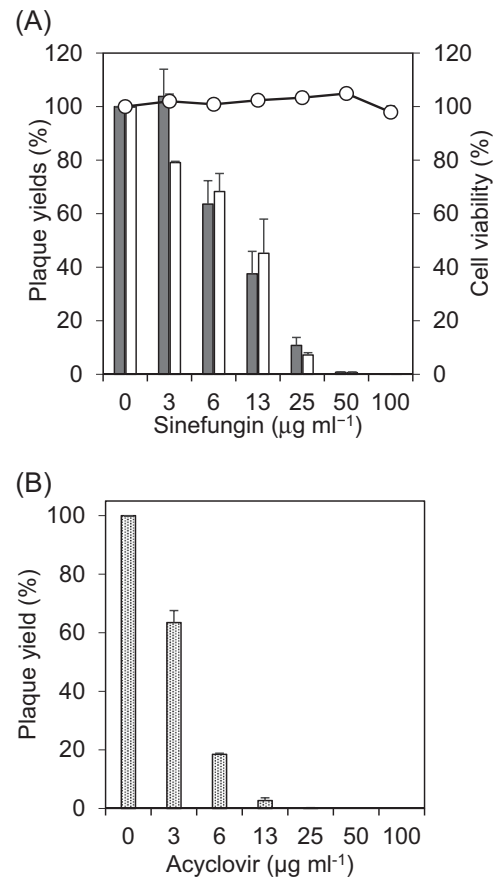 (A)
120 120
100 100
80 80
60 60
40 40
20 20
0 0
Plaque yields (%)
Cell viability (%)
0 3 6 13 25 50 100
Sinefungin (μg ml⁻¹)
(B)
100
80
60
40
20
0
Plaque yield (%)
0 3 6 13 25 50 100
Acyclovir (μg ml⁻¹)